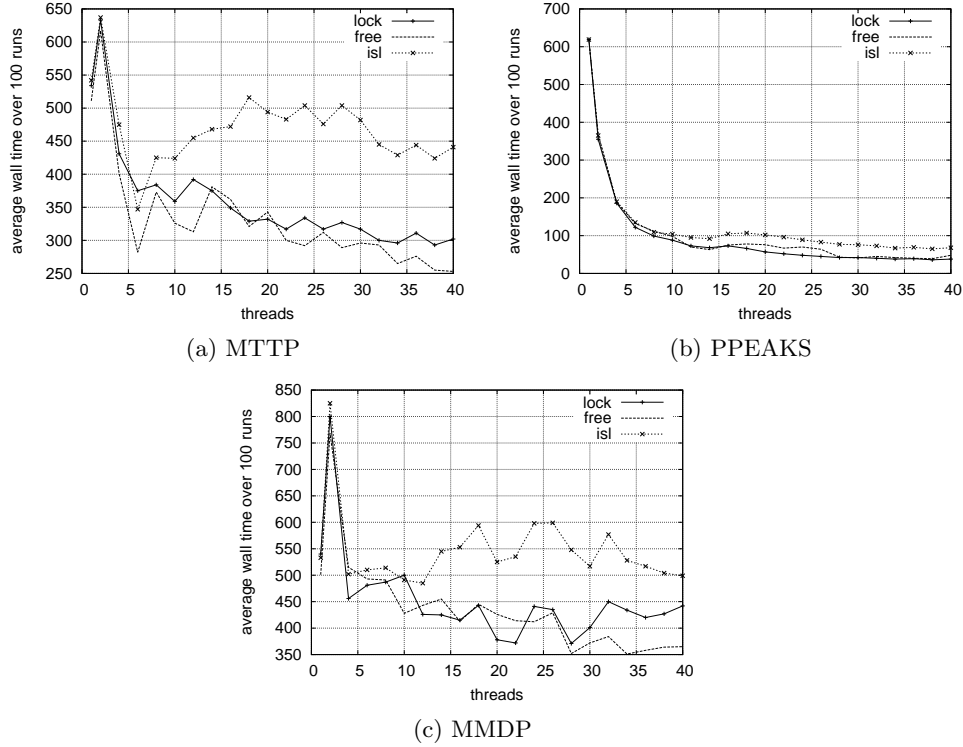 650
600
550
500
450
400
350
300
250
average wall time over 100 runs
lock
free
isl
0 5 10 15 20 25 30 35 40
threads
(a) MTTP
700
600
500
400
300
200
100
0
average wall time over 100 runs
lock
free
isl
0 5 10 15 20 25 30 35 40
threads
(b) PPEAKS
850
800
750
700
650
600
550
500
450
400
350
average wall time over 100 runs
lock
free
isl
0 5 10 15 20 25 30 35 40
threads
(c) MMDP